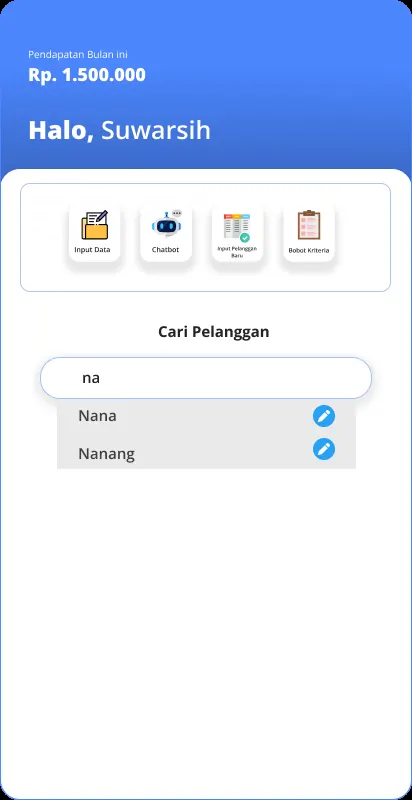 Pendapatan Bulan ini
Rp. 1.500.000
Halo, Suwarsih
Input Data
Chatbot
Input Pelanggan
Baru
Bobot Kriteria
Cari Pelanggan
na
Nana
Nanang